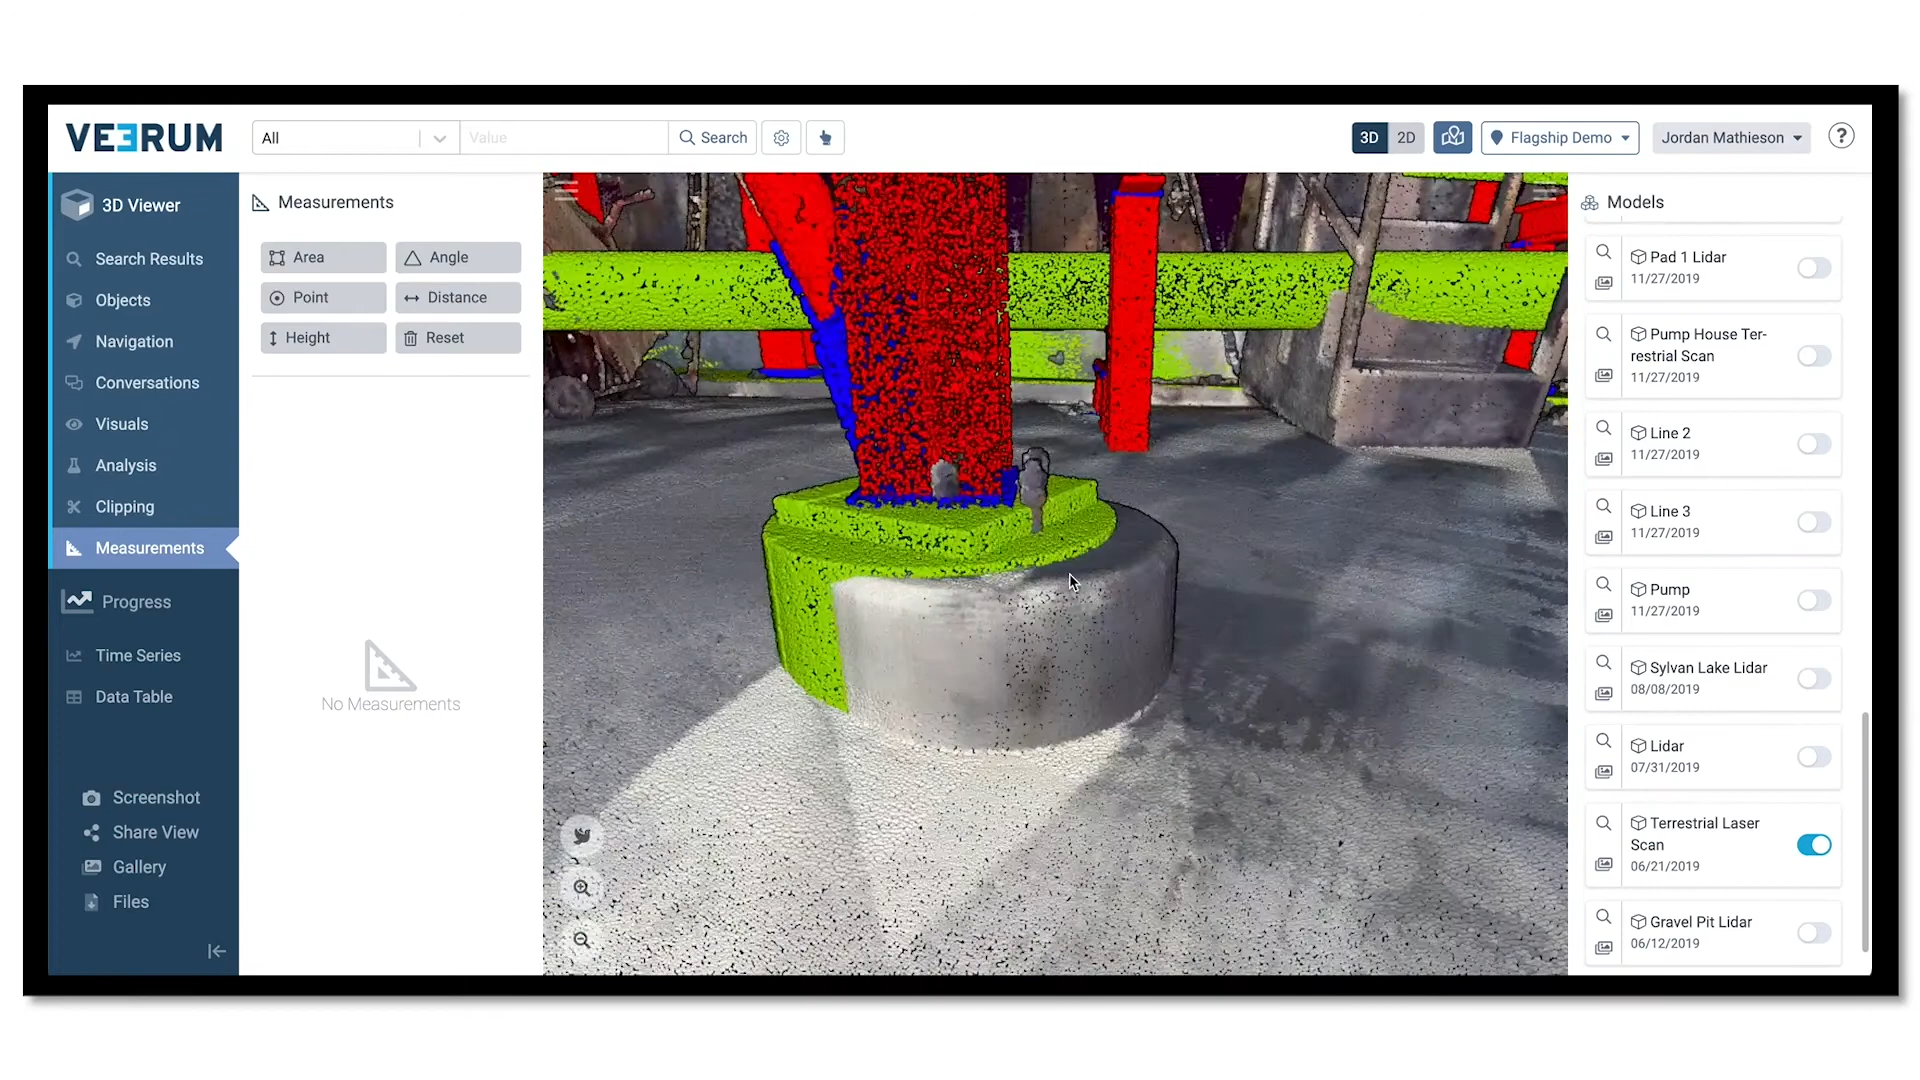 VEERUM
All
Value
Search
3D
2D
Flagship Demo
Jordan Mathieson
?
3D Viewer
Search Results
Objects
Navigation
Conversations
Visuals
Analysis
Clipping
Measurements
Progress
Time Series
Data Table
Screenshot
Share View
Gallery
Files
Measurements
Area
Angle
Point
Distance
Height
Reset
No Measurements
Models
Pad 1 Lidar
11/27/2019
Pump House Ter-
restrial Scan
11/27/2019
Line 2
11/27/2019
Line 3
11/27/2019
Pump
11/27/2019
Sylvan Lake Lidar
08/08/2019
Lidar
07/31/2019
Terrestrial Laser
Scan
06/21/2019
Gravel Pit Lidar
06/12/2019